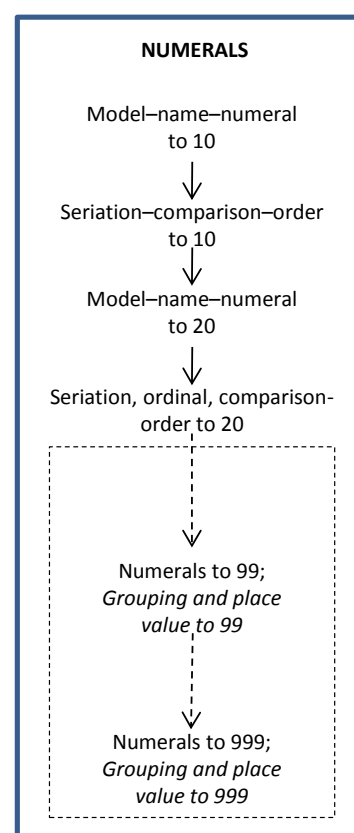 NUMERALS
Model–name–numeral
to 10
Seriation–comparison–order
to 10
Model–name–numeral
to 20
Seriation, ordinal, comparison-
order to 20
Numerals to 99;
Grouping and place
value to 99
Numerals to 999;
Grouping and place
value to 999